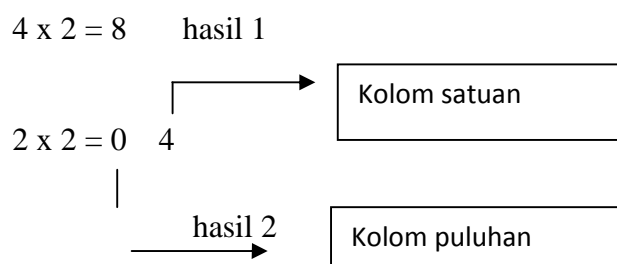 4 x 2 = 8 hasil 1
Kolom satuan
2 x 2 = 0 4
hasil 2
Kolom puluhan